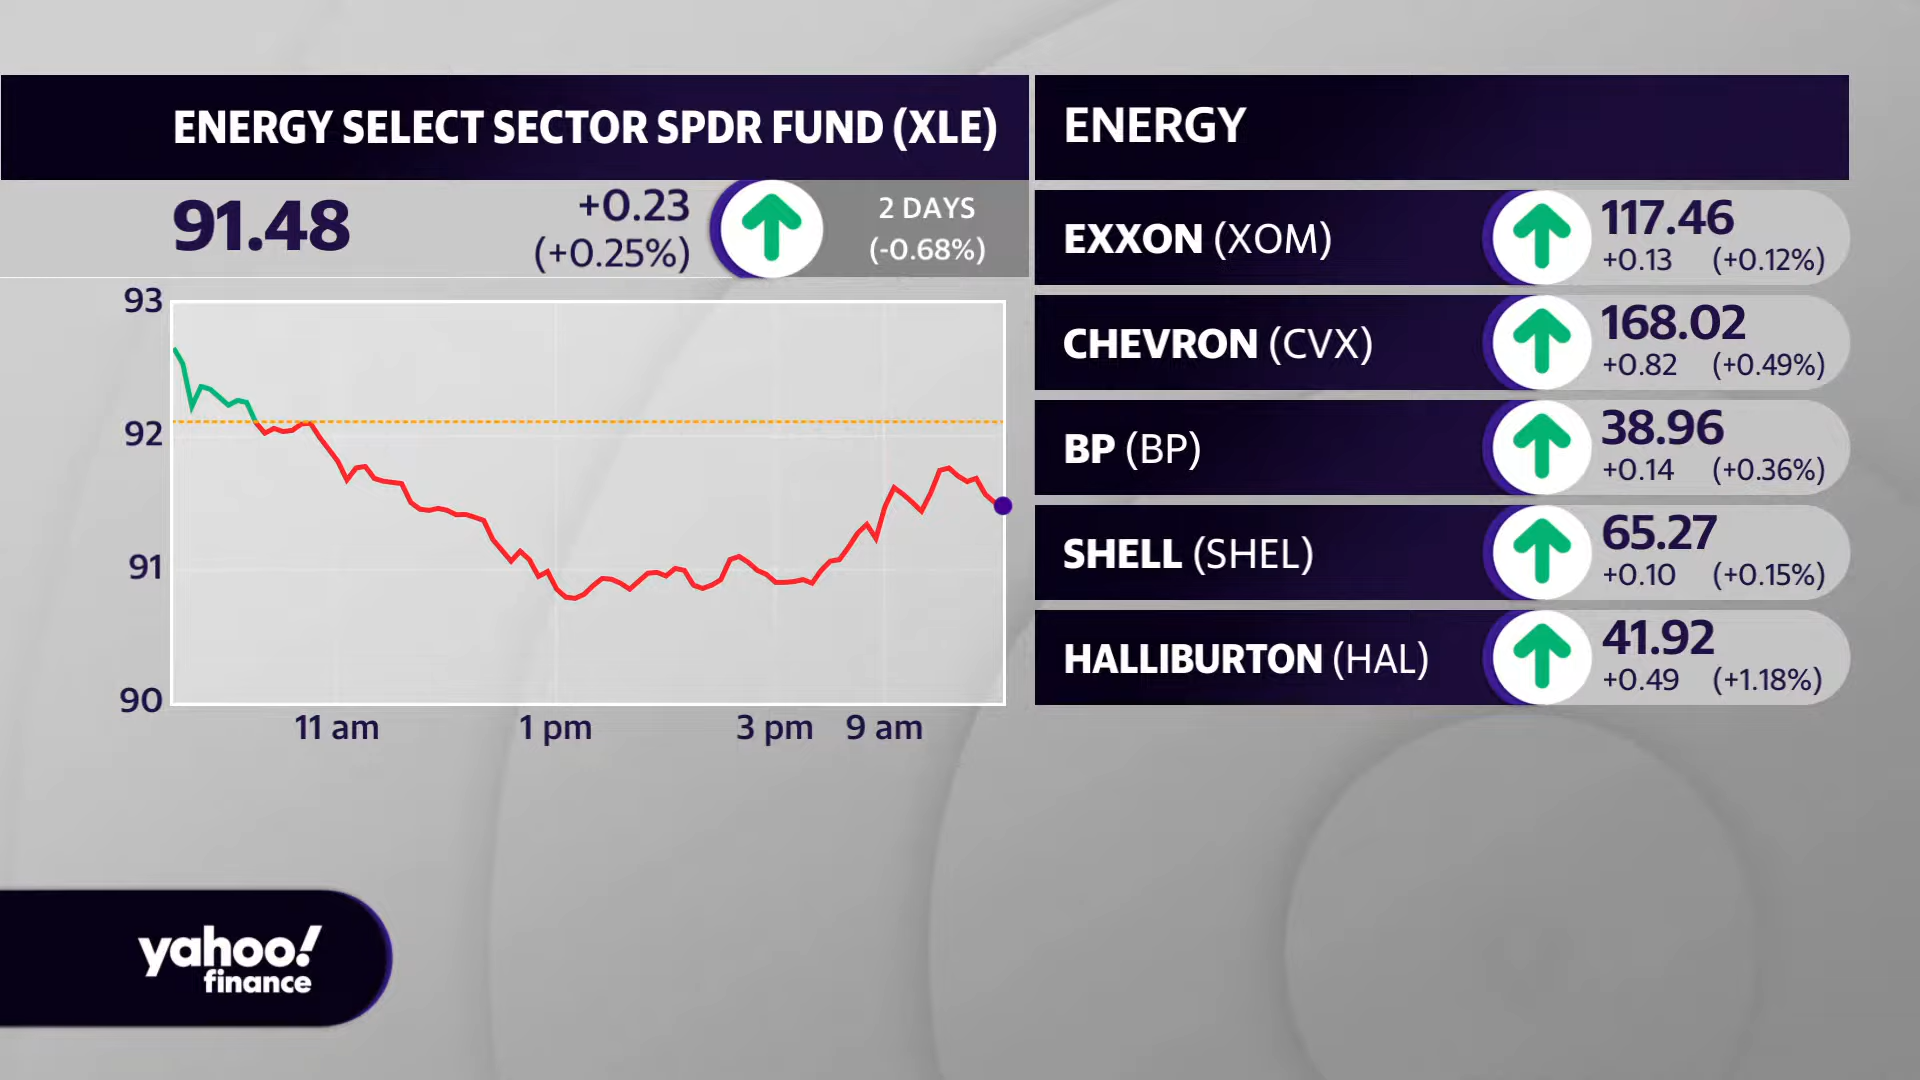 ENERGY SELECT SECTOR SPDR FUND (XLE)
91.48
+0.23
(+0.25%)
2 DAYS
(-0.68%)
93
92
91
90
11 am 1 pm 3 pm 9 am
ENERGY
EXXON (XOM)
117.46
+0.13 (+0.12%)
CHEVRON (CVX)
168.02
+0.82 (+0.49%)
BP (BP)
38.96
+0.14 (+0.36%)
SHELL (SHEL)
65.27
+0.10 (+0.15%)
HALLIBURTON (HAL)
41.92
+0.49 (+1.18%)
yahoo!
finance